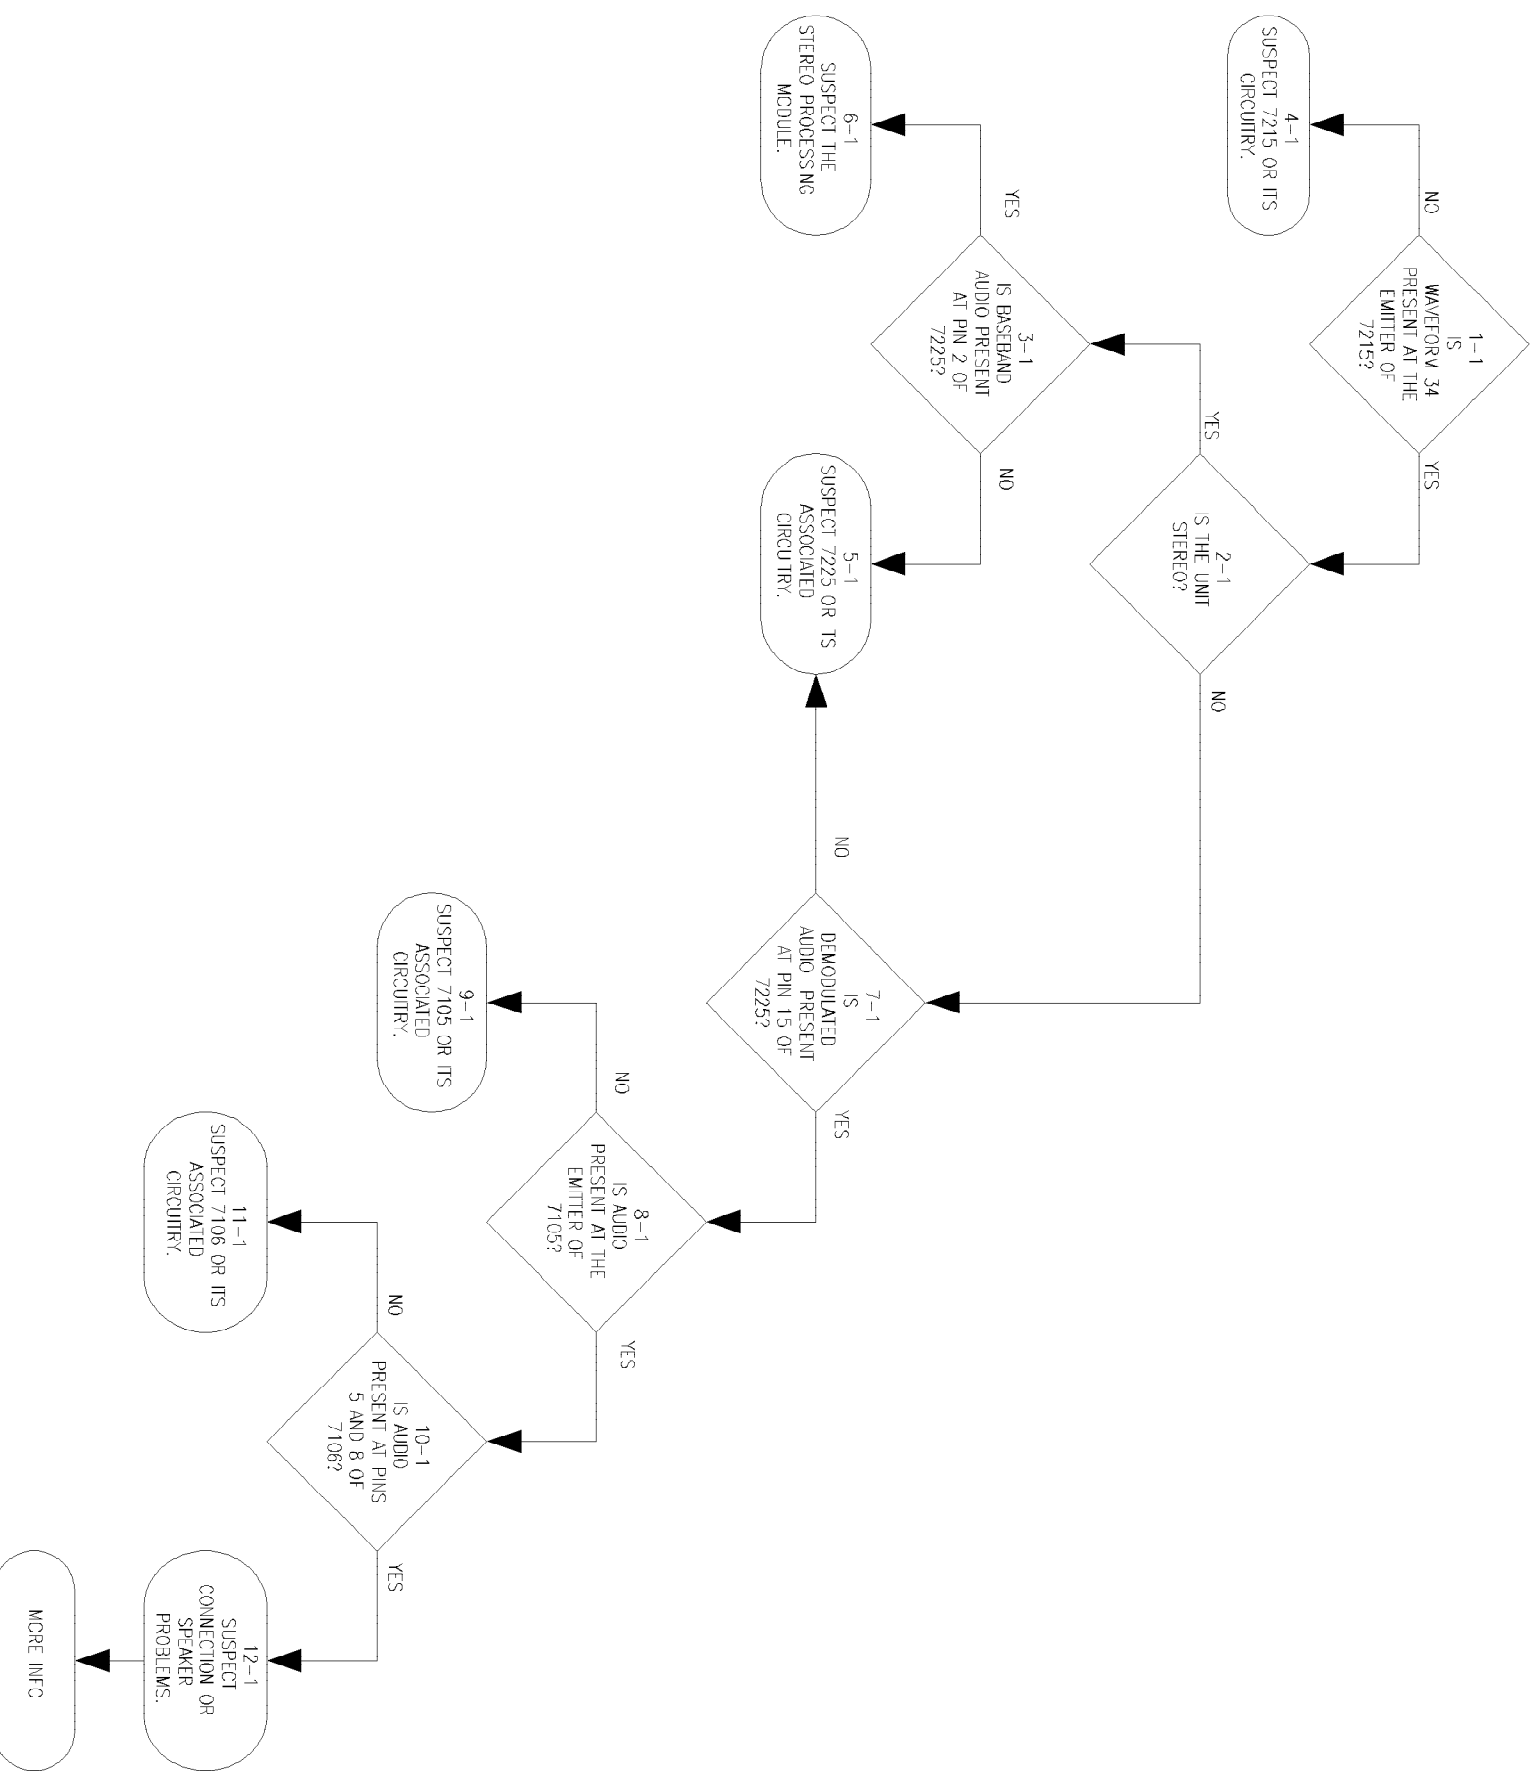 1-1
IS
WAVEFORM 34
PRESENT AT THE
EMITTER OF
7215?
NO
YES
4-1
SUSPECT 7215 OR ITS
CIRCUITRY.
2-1
IS THE UNIT
STEREO?
YES
NO
3-1
IS BASEBAND
AUDIO PRESENT
AT PIN 2 OF
7225?
YES
NO
6-1
SUSPECT THE
STEREO PROCESSING
MODULE.
5-1
SUSPECT 7225 OR ITS
ASSOCIATED
CIRCUITRY.
7-1
IS
DEMODULATED
AUDIO PRESENT
AT PIN 15 OF
7225?
NO
YES
8-1
IS AUDIO
PRESENT AT THE
EMITTER OF
7105?
NO
YES
9-1
SUSPECT 7105 OR ITS
ASSOCIATED
CIRCUITRY.
10-1
IS AUDIO
PRESENT AT PINS
5 AND 8 OF
7106?
NO
YES
11-1
SUSPECT 7106 OR ITS
ASSOCIATED
CIRCUITRY.
12-1
SUSPECT
CONNECTION OR
SPEAKER
PROBLEMS.
MORE INFO